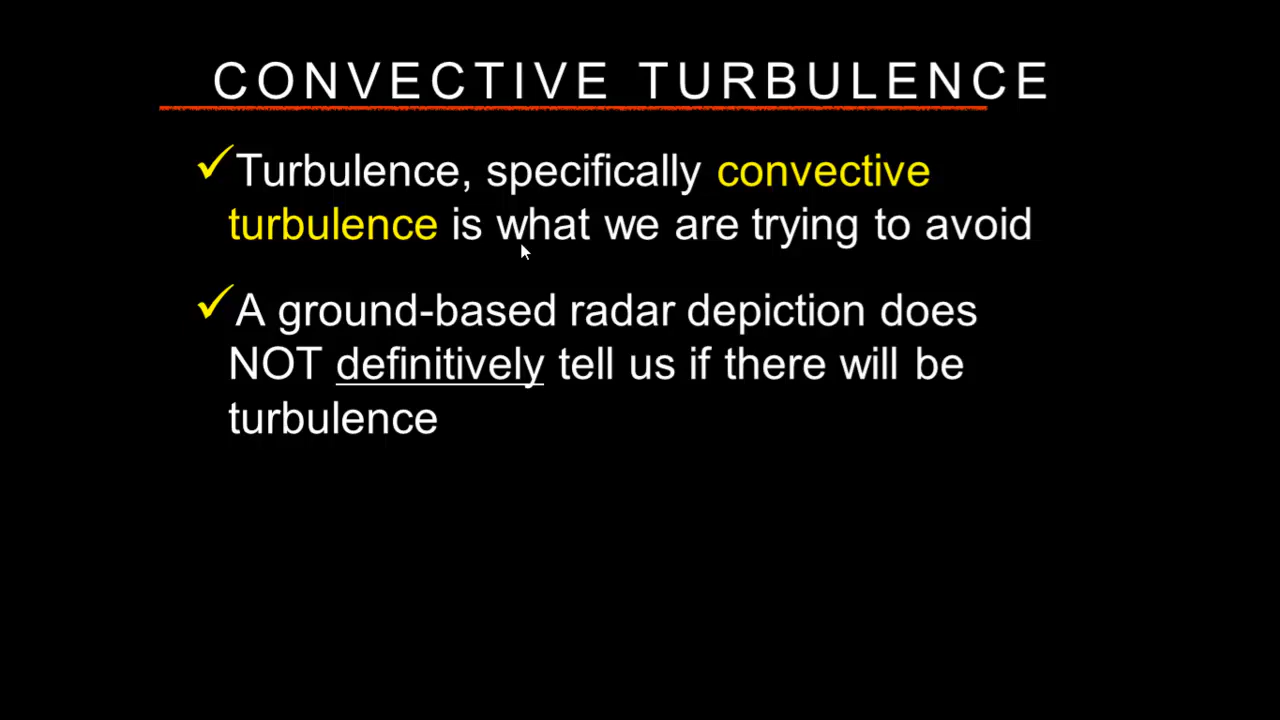 CONVECTIVE TURBULENCE
✓Turbulence, specifically convective
turbulence is what we are trying to avoid
✓A ground-based radar depiction does
NOT definitively tell us if there will be
turbulence